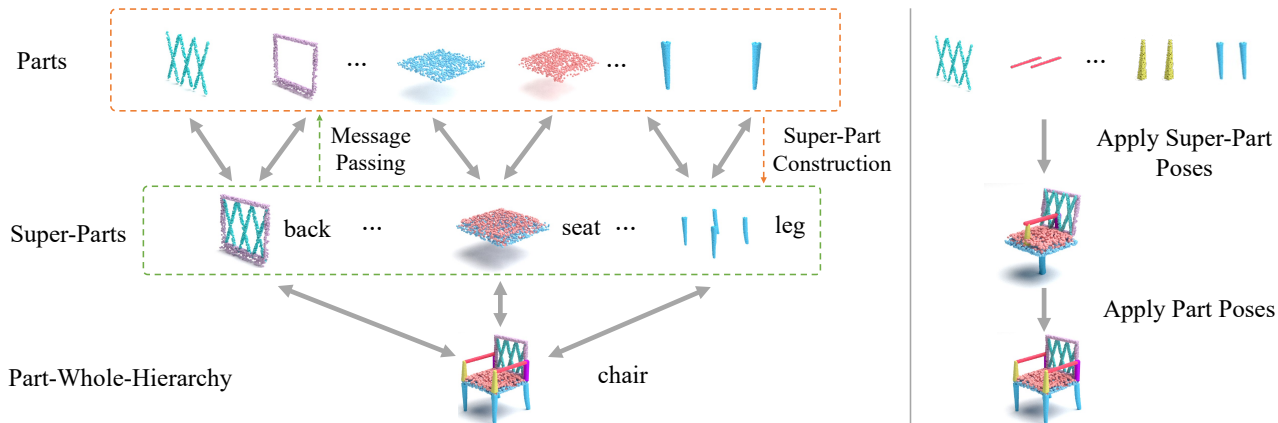 Parts
...
...
...
Message
Passing
Super-Part
Construction
Apply Super-Part
Poses
Super-Parts
back
...
seat
...
leg
Apply Part Poses
Part-Whole-Hierarchy
chair